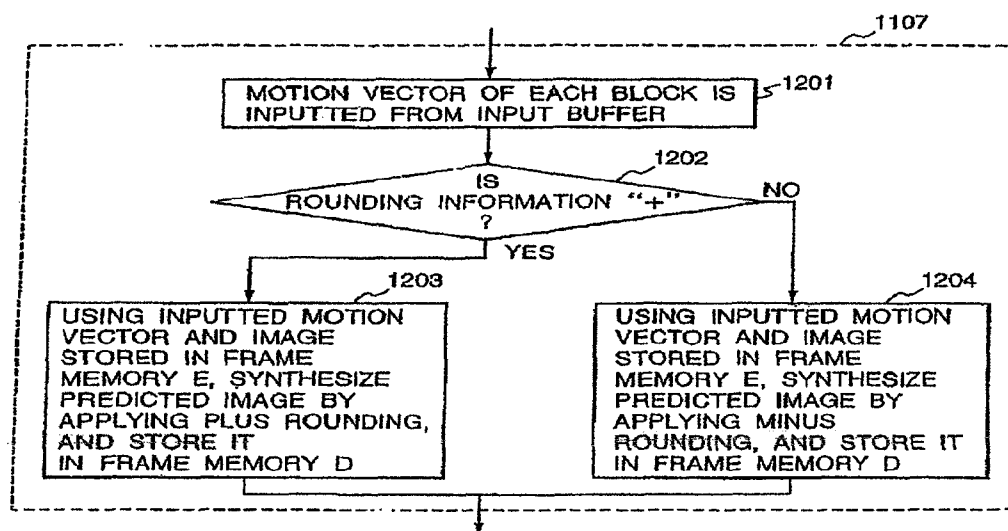 1107
MOTION VECTOR OF EACH BLOCK IS
INPUTTED FROM INPUT BUFFER
1201
1202
IS
ROUNDING INFORMATION "+"
?
NO
YES
1203
USING INPUTTED MOTION
VECTOR AND IMAGE
STORED IN FRAME
MEMORY E, SYNTHESIZE
PREDICTED IMAGE BY
APPLYING PLUS ROUNDING,
AND STORE IT
IN FRAME MEMORY D
1204
USING INPUTTED MOTION
VECTOR AND IMAGE
STORED IN FRAME
MEMORY E, SYNTHESIZE
PREDICTED IMAGE BY
APPLYING MINUS
ROUNDING, AND STORE IT
IN FRAME MEMORY D